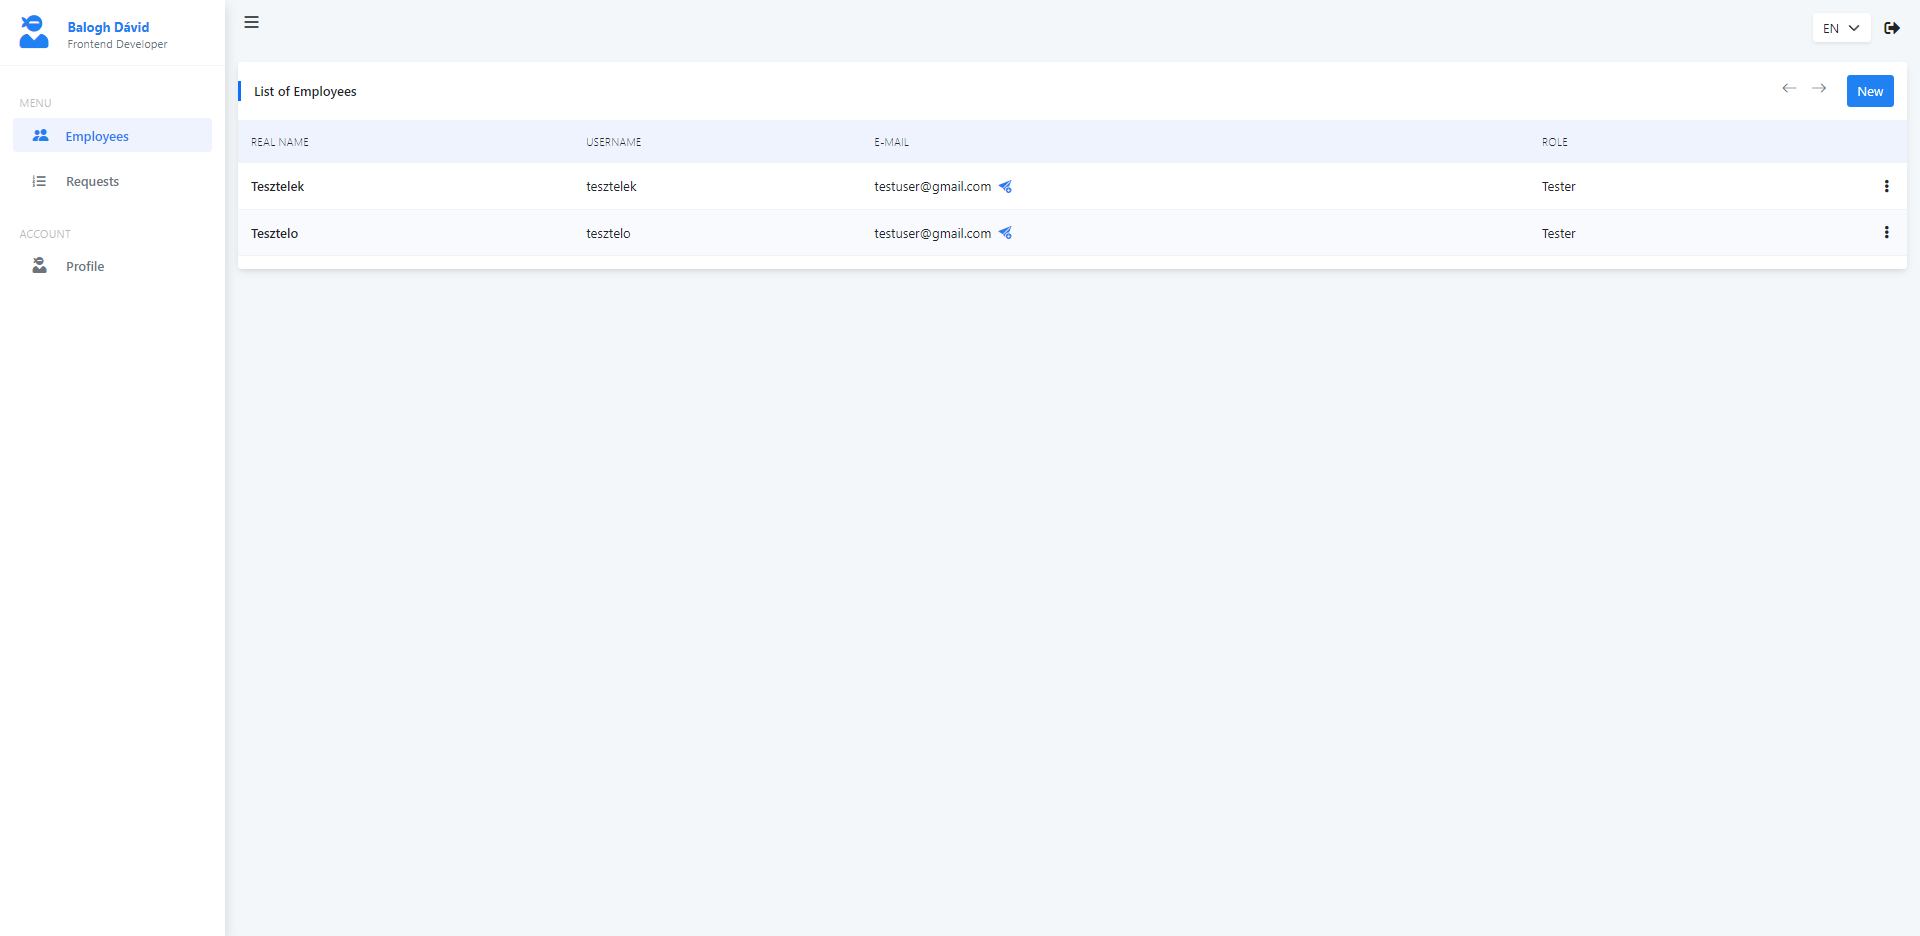 Balogh Dávid
Frontend Developer
MENU
Employees
Requests
ACCOUNT
Profile
EN
List of Employees
New
REAL NAME USERNAME E-MAIL ROLE
Tesztelek tesztelek testuser@gmail.com Tester
Tesztelo tesztelo testuser@gmail.com Tester